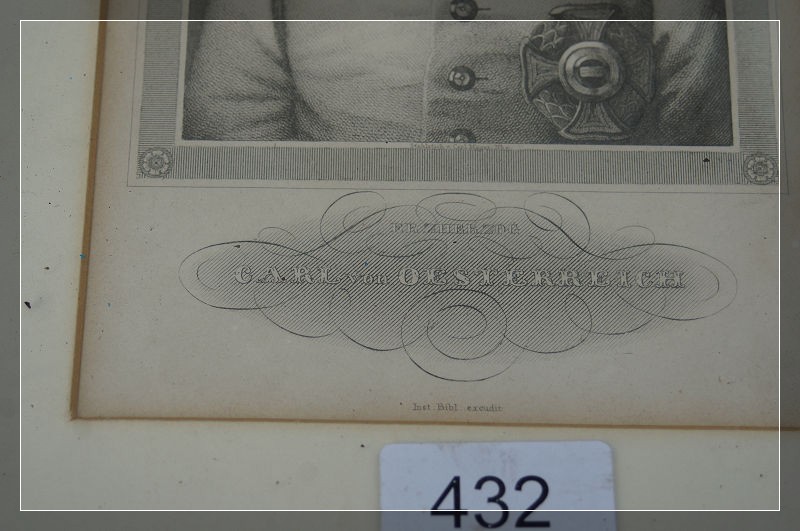 ERZHERZOG
CARL von OESTERREICH
Inst. Bibl. excudit
432